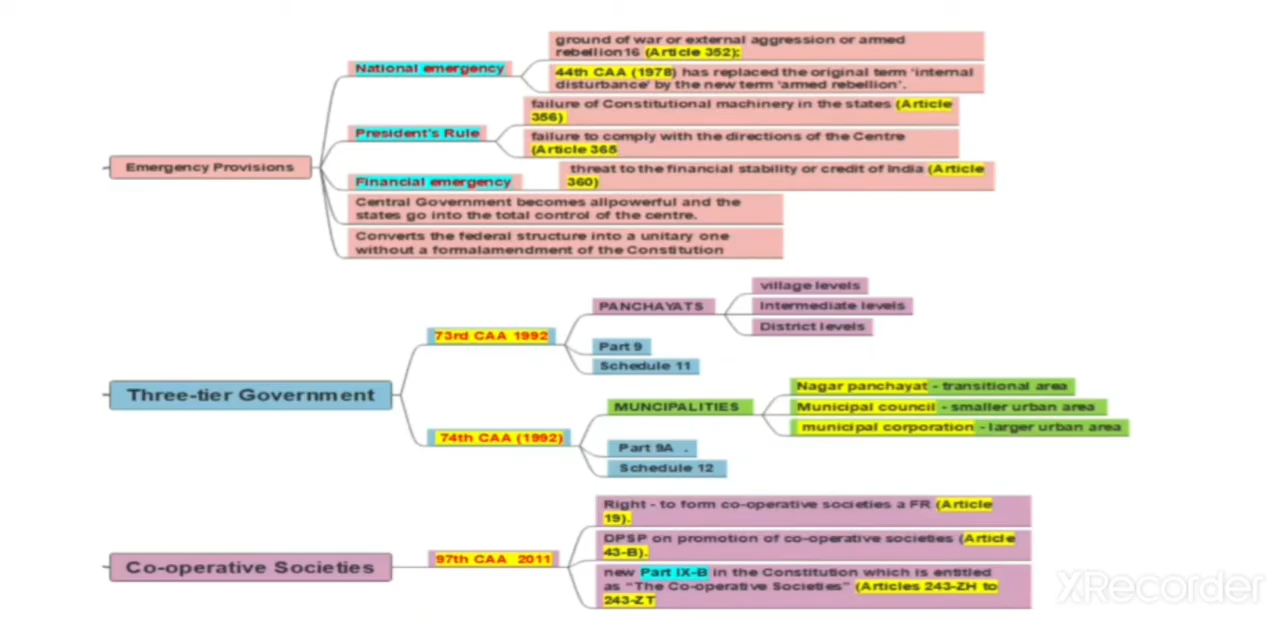 ground of war or external aggression or armed
rebellion16 (Article 352);
National emergency
44th CAA (1978) has replaced the original term 'internal
disturbance' by the new term 'armed rebellion'.
failure of Constitutional machinery in the states (Article
356)
President's Rule
failure to comply with the directions of the Centre
(Article 365
Emergency Provisions
threat to the financial stability or credit of India (Article
360)
Financial emergency
Central Government becomes allpowerful and the
states go into the total control of the centre.
Converts the federal structure into a unitary one
without a formalamendment of the Constitution
village levels
PANCHAYATS
Intermediate levels
District levels
73rd CAA 1992
Part 9
Schedule 11
Three-tier Government
Nagar panchayat - transitional area
MUNCIPALITIES
Municipal council - smaller urban area
municipal corporation - larger urban area
74th CAA (1992)
Part 9A .
Schedule 12
Right - to form co-operative societies a FR (Article
19).
DPSP on promotion of co-operative societies (Article
43-B).
Co-operative Societies
97th CAA 2011
new Part IX-B in the Constitution which is entitled
as "The Co-operative Societies" (Articles 243-ZH to
243-ZT
XRecorder